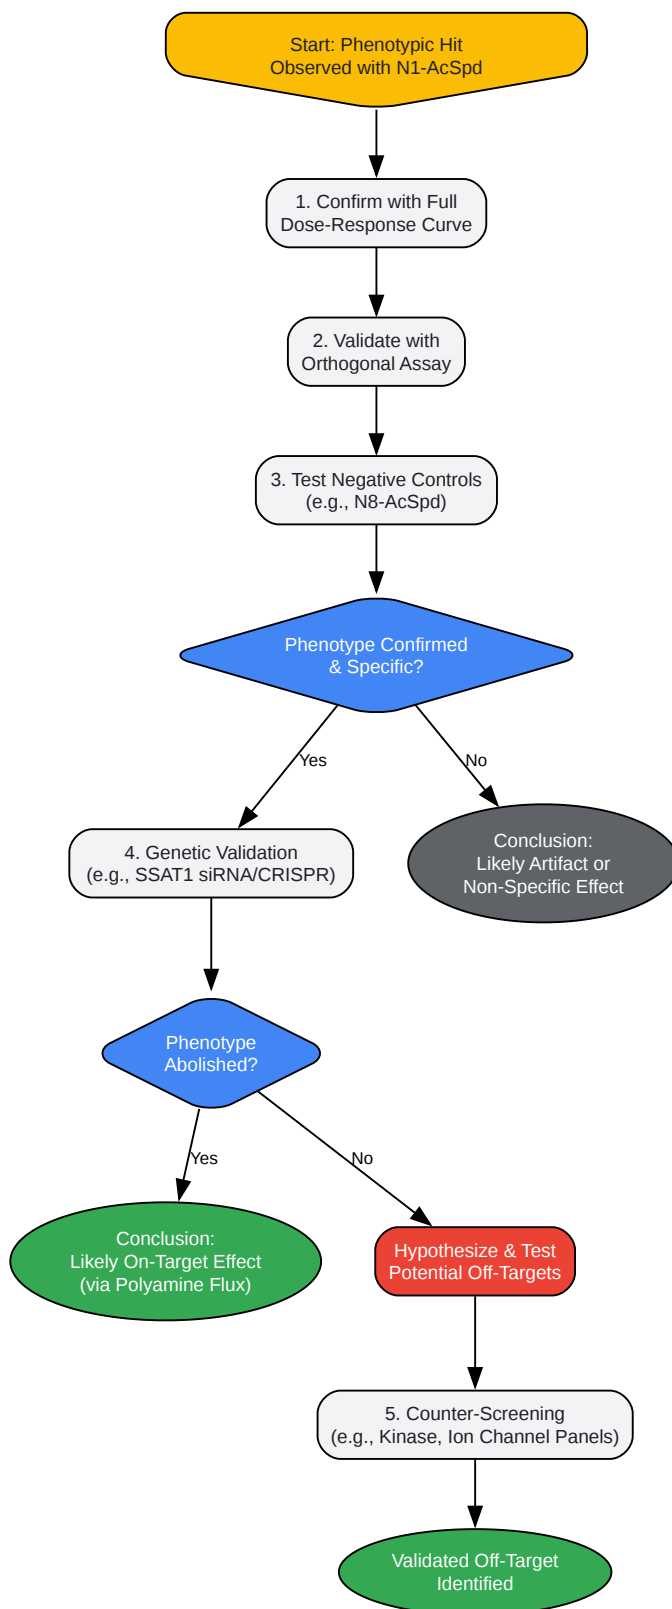 Start: Phenotypic Hit
Observed with N1-AcSpd
1. Confirm with Full
Dose-Response Curve
2. Validate with
Orthogonal Assay
3. Test Negative Controls
(e.g., N8-AcSpd)
Phenotype Confirmed
& Specific?
Yes
No
4. Genetic Validation
(e.g., SSAT1 siRNA/CRISPR)
Conclusion:
Likely Artifact or
Non-Specific Effect
Phenotype
Abolished?
Yes
No
Conclusion:
Likely On-Target Effect
(via Polyamine Flux)
Hypothesize & Test
Potential Off-Targets
5. Counter-Screening
(e.g., Kinase, Ion Channel Panels)
Validated Off-Target
Identified